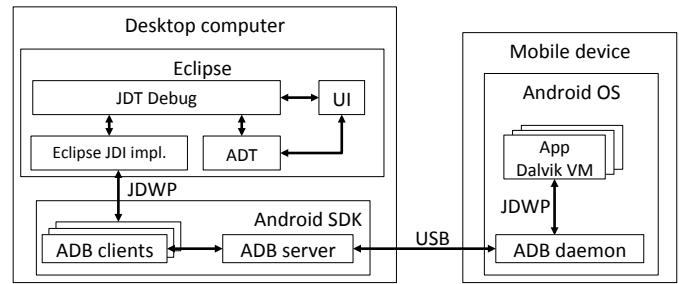 Desktop computer
Eclipse
JDT Debug
UI
Eclipse JDI impl.
ADT
JDWP
Android SDK
ADB clients
ADB server
USB
Mobile device
Android OS
App
Dalvik VM
JDWP
ADB daemon